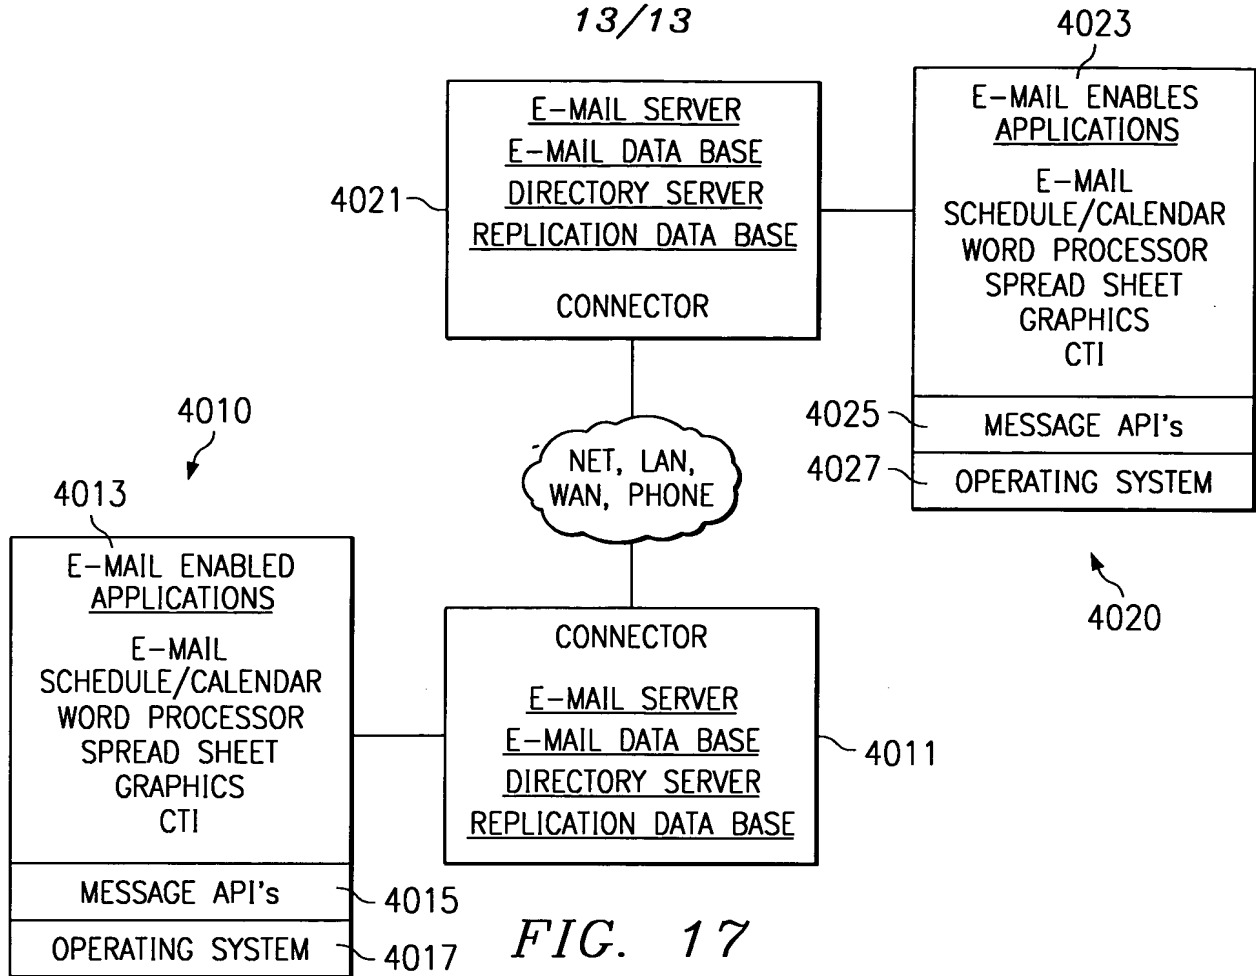 13/13
4023
E-MAIL SERVER
E-MAIL DATA BASE
DIRECTORY SERVER
REPLICATION DATA BASE
CONNECTOR
4021
E-MAIL ENABLES
APPLICATIONS
E-MAIL
SCHEDULE/CALENDAR
WORD PROCESSOR
SPREAD SHEET
GRAPHICS
CTI
4025
MESSAGE API's
4027
OPERATING SYSTEM
4020
NET, LAN,
WAN, PHONE
4010
4013
E-MAIL ENABLED
APPLICATIONS
E-MAIL
SCHEDULE/CALENDAR
WORD PROCESSOR
SPREAD SHEET
GRAPHICS
CTI
MESSAGE API's
4015
OPERATING SYSTEM
4017
CONNECTOR
E-MAIL SERVER
E-MAIL DATA BASE
DIRECTORY SERVER
REPLICATION DATA BASE
4011
FIG. 17